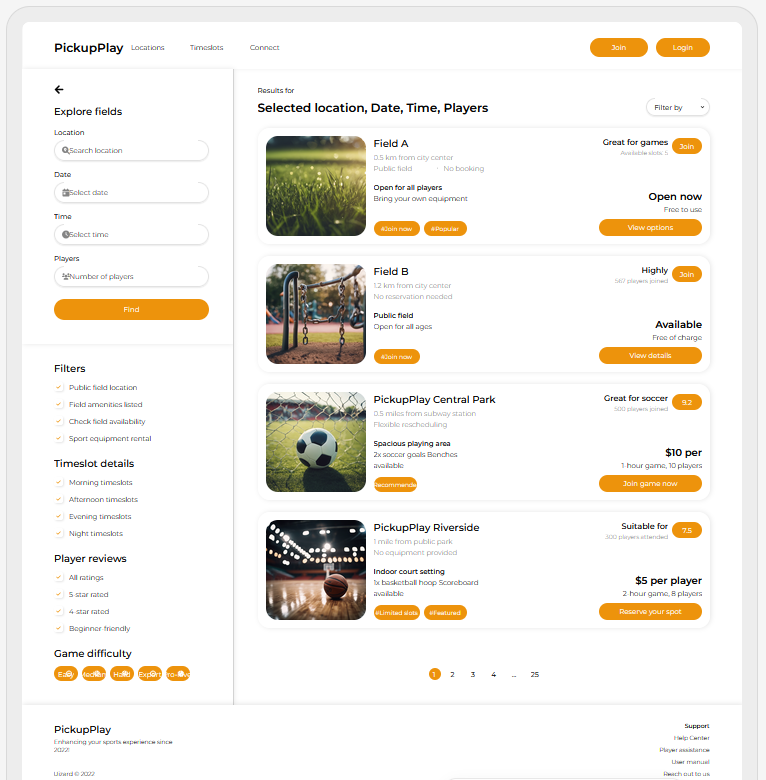 PickupPlay
Locations
Timeslots
Connect
Join
Login
Explore fields
Location
Search location
Date
Select date
Time
Select time
Players
Number of players
Find
Filters
Public field location
Field amenities listed
Check field availability
Sport equipment rental
Timeslot details
Morning timeslots
Afternoon timeslots
Evening timeslots
Night timeslots
Player reviews
All ratings
5-star rated
4-star rated
Beginner friendly
Game difficulty
Easy
Medium
Hard
Expert
Results for
Selected location, Date, Time, Players
Filter by
Field A
0.5 km from city center
Public field · No booking
Open for all players
Bring your own equipment
#Join now #Popular
Great for games
Available slots: 5
Join
Open now
Free to use
View options
Field B
1.2 km from city center
No reservation needed
Public field
Open for all ages
#Join now
Highly
567 players joined
Join
Available
Free of charge
View details
PickupPlay Central Park
0.5 miles from subway station
Flexible rescheduling
Spacious playing area
2x soccer goals Benches
available
Recommende
Great for soccer
500 players joined
9.2
$10 per
1-hour game, 10 players
Join game now
PickupPlay Riverside
1 mile from public park
No equipment provided
Indoor court setting
1x basketball hoop Scoreboard
available
#Limited slots #Featured
Suitable for
300 players attended
7.5
$5 per player
2-hour game, 8 players
Reserve your spot
1 2 3 4 ... 25
PickupPlay
Enhancing your sports experience since
2022!
Uizard © 2022
Support
Help Center
Player assistance
User manual
Reach out to us